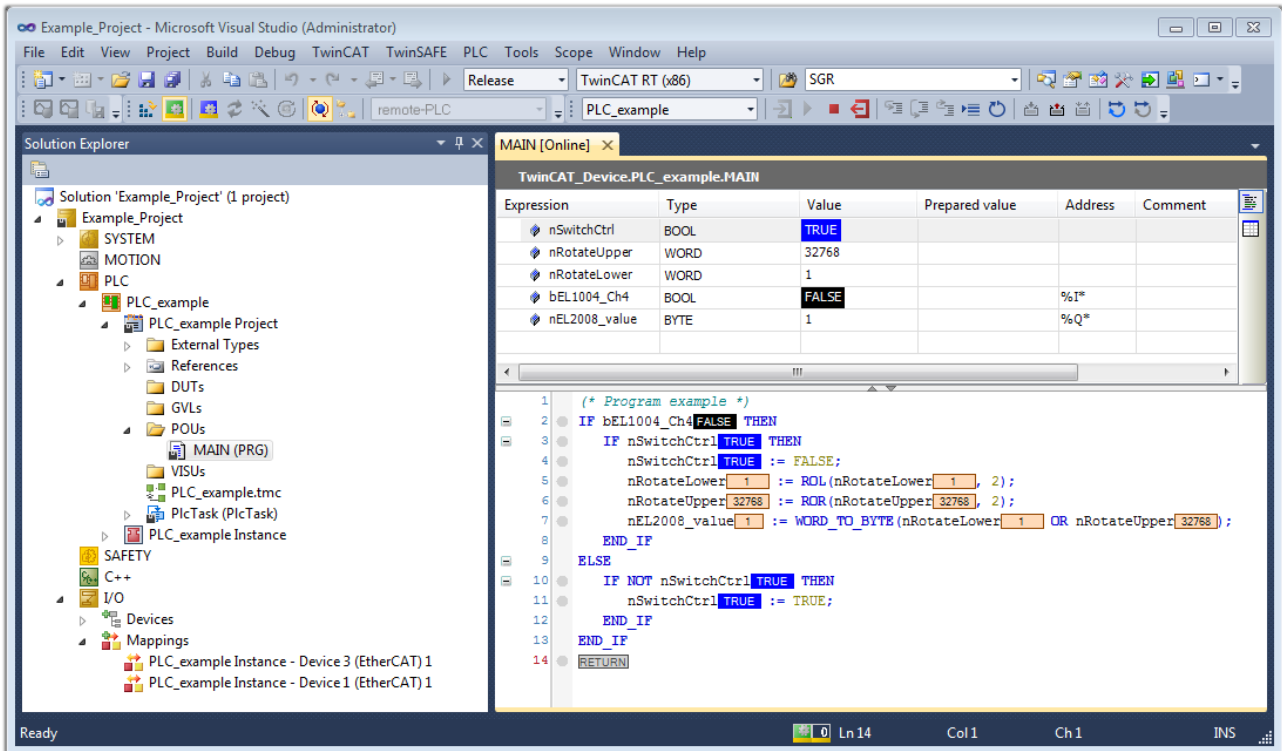 Example_Project - Microsoft Visual Studio (Administrator)
File Edit View Project Build Debug TwinCAT TwinSAFE PLC Tools Scope Window Help
Release TwinCAT RT (x86) SGR
remote-PLC PLC_example
Solution Explorer
Solution 'Example_Project' (1 project)
Example_Project
SYSTEM
MOTION
PLC
PLC_example
PLC_example Project
External Types
References
DUTs
GVLs
POUs
MAIN (PRG)
VISUs
PLC_example.tmc
PlcTask (PlcTask)
PLC_example Instance
SAFETY
C++
I/O
Devices
Mappings
PLC_example Instance - Device 3 (EtherCAT) 1
PLC_example Instance - Device 1 (EtherCAT) 1
MAIN [Online]
TwinCAT_Device.PLC_example.MAIN
Expression Type Value Prepared value Address Comment
nSwitchCtrl BOOL TRUE
nRotateUpper WORD 32768
nRotateLower WORD 1
bEL1004_Ch4 BOOL FALSE %I*
nEL2008_value BYTE 1 %Q*
1 (* Program example *)
2 IF bEL1004_Ch4 FALSE THEN
3 IF nSwitchCtrl TRUE THEN
4 nSwitchCtrl TRUE := FALSE;
5 nRotateLower 1 := ROL(nRotateLower 1 , 2);
6 nRotateUpper 32768 := ROR(nRotateUpper 32768 , 2);
7 nEL2008_value 1 := WORD_TO_BYTE(nRotateLower 1 OR nRotateUpper 32768 );
8 END_IF
9 ELSE
10 IF NOT nSwitchCtrl TRUE THEN
11 nSwitchCtrl TRUE := TRUE;
12 END_IF
13 END_IF
14 RETURN
Ready 0 Ln 14 Col 1 Ch 1 INS